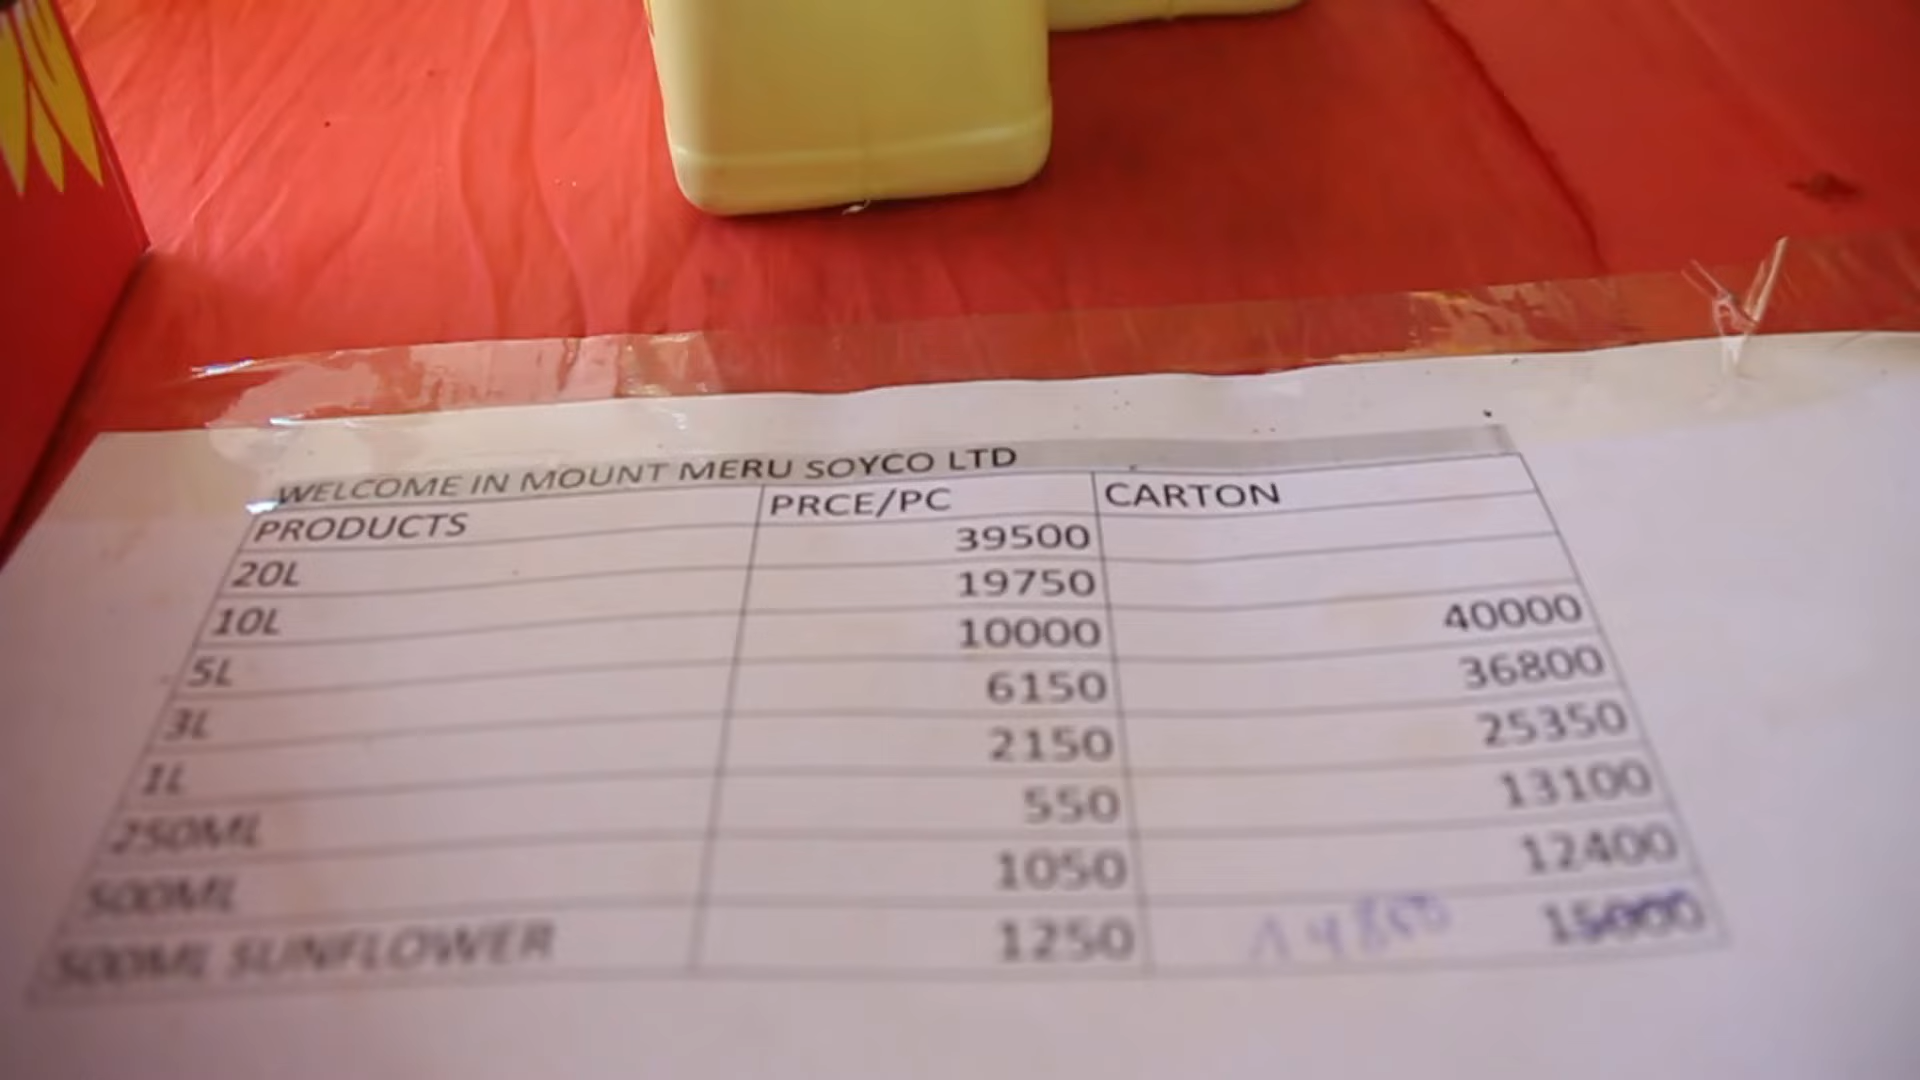 WELCOME IN MOUNT MERU SOYCO LTD
PRODUCTS PRCE/PC CARTON
20L 39500
10L 19750
5L 10000 40000
3L 6150 36800
1L 2150 25350
250ML 550 13100
500ML 1050 12400
500ML SUNFLOWER 1250 15000